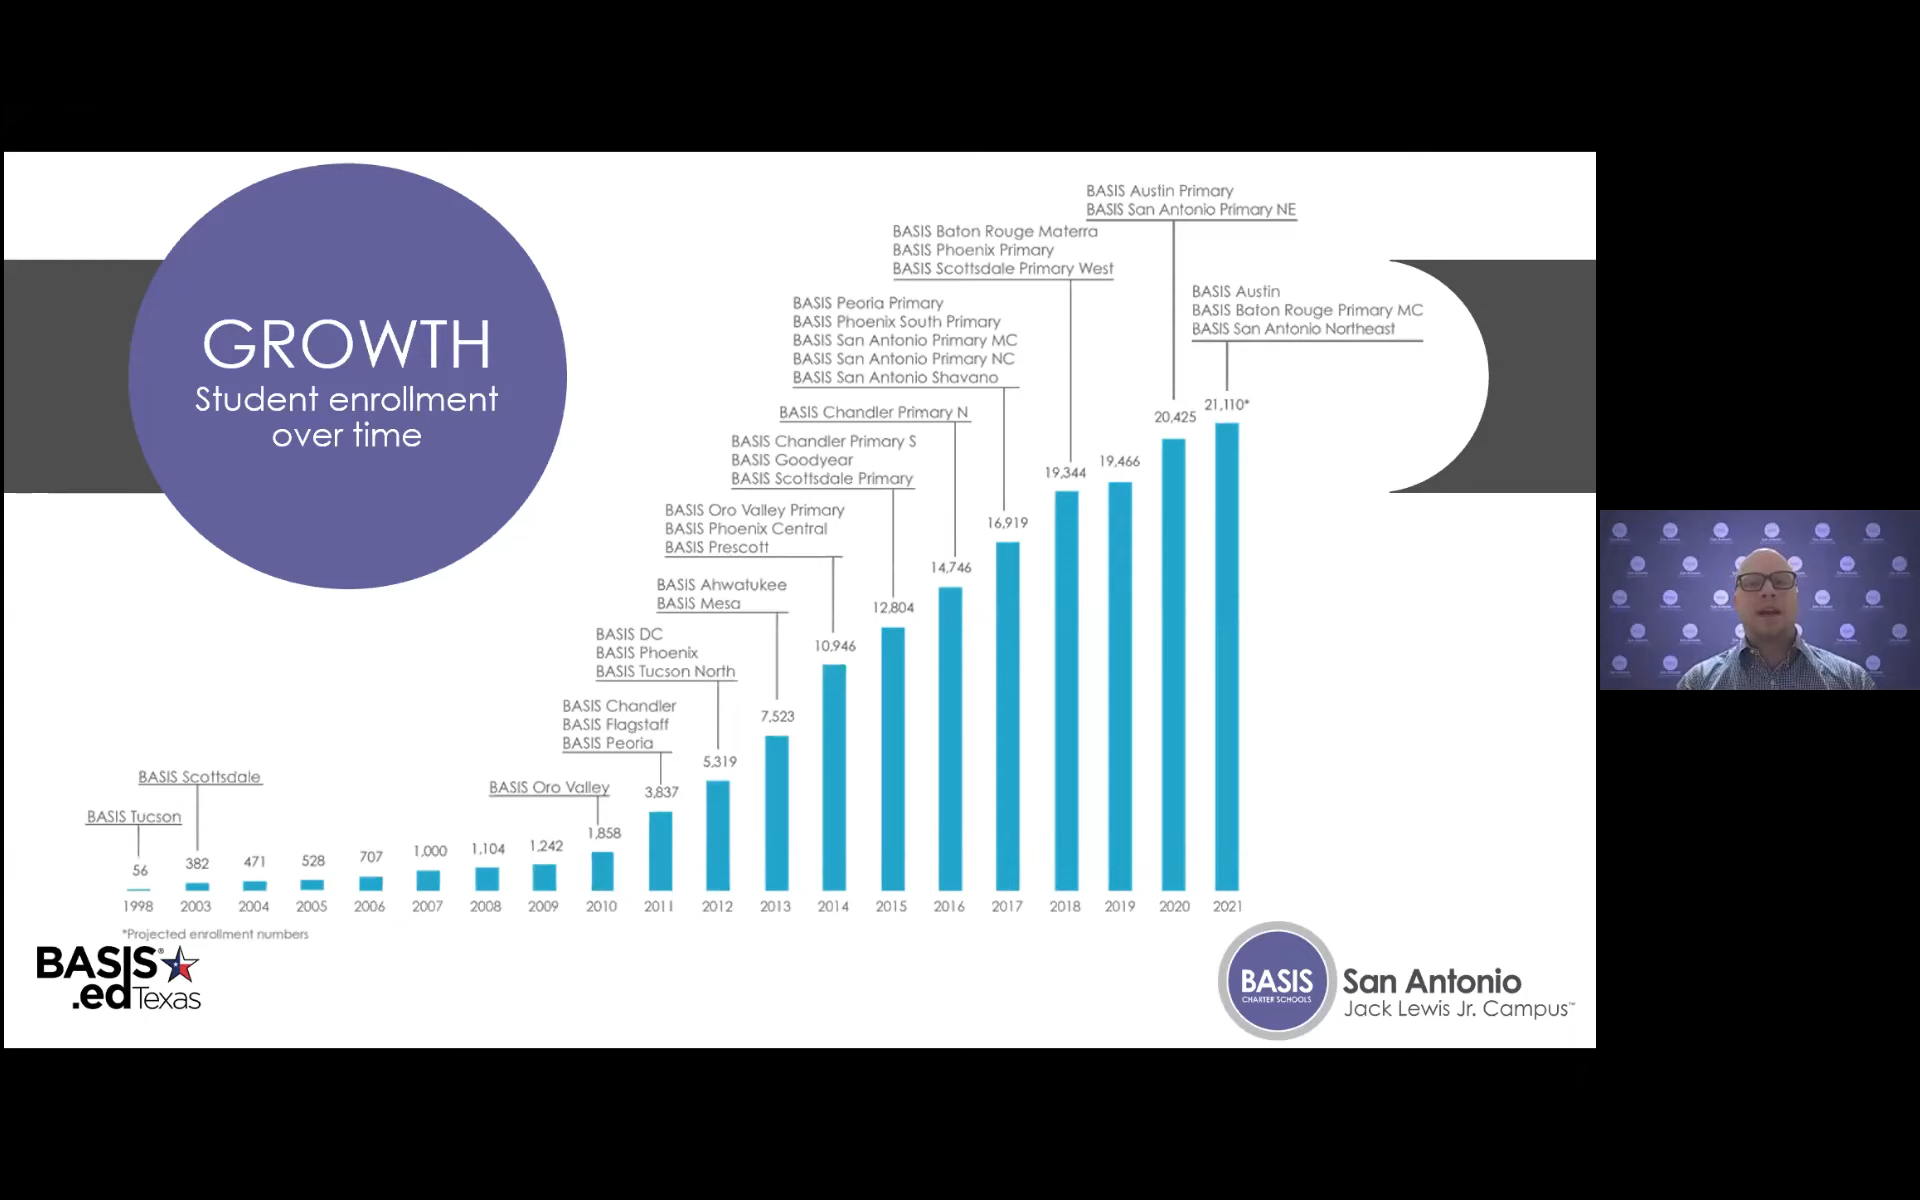 GROWTH
Student enrollment
over time
BASIS Tucson
BASIS Scottsdale
BASIS Oro Valley
BASIS Chandler
BASIS Flagstaff
BASIS Peoria
BASIS DC
BASIS Phoenix
BASIS Tucson North
BASIS Ahwatukee
BASIS Mesa
BASIS Oro Valley Primary
BASIS Phoenix Central
BASIS Prescott
BASIS Chandler Primary S
BASIS Goodyear
BASIS Scottsdale Primary
BASIS Chandler Primary N
BASIS Peoria Primary
BASIS Phoenix South Primary
BASIS San Antonio Primary MC
BASIS San Antonio Primary NC
BASIS San Antonio Shavano
BASIS Baton Rouge Materra
BASIS Phoenix Primary
BASIS Scottsdale Primary West
BASIS Austin Primary
BASIS San Antonio Primary NE
BASIS Austin
BASIS Baton Rouge Primary MC
BASIS San Antonio Northeast
56 382 471 528 707 1,000 1,104 1,242 1,858 3,837 5,319 7,523 10,946 12,804 14,746 16,919 19,344 19,466 20,425 21,110*
1998 2003 2004 2005 2006 2007 2008 2009 2010 2011 2012 2013 2014 2015 2016 2017 2018 2019 2020 2021
*Projected enrollment numbers
BASIS®
.ed Texas
BASIS
CHARTER SCHOOLS
San Antonio
Jack Lewis Jr. Campus™